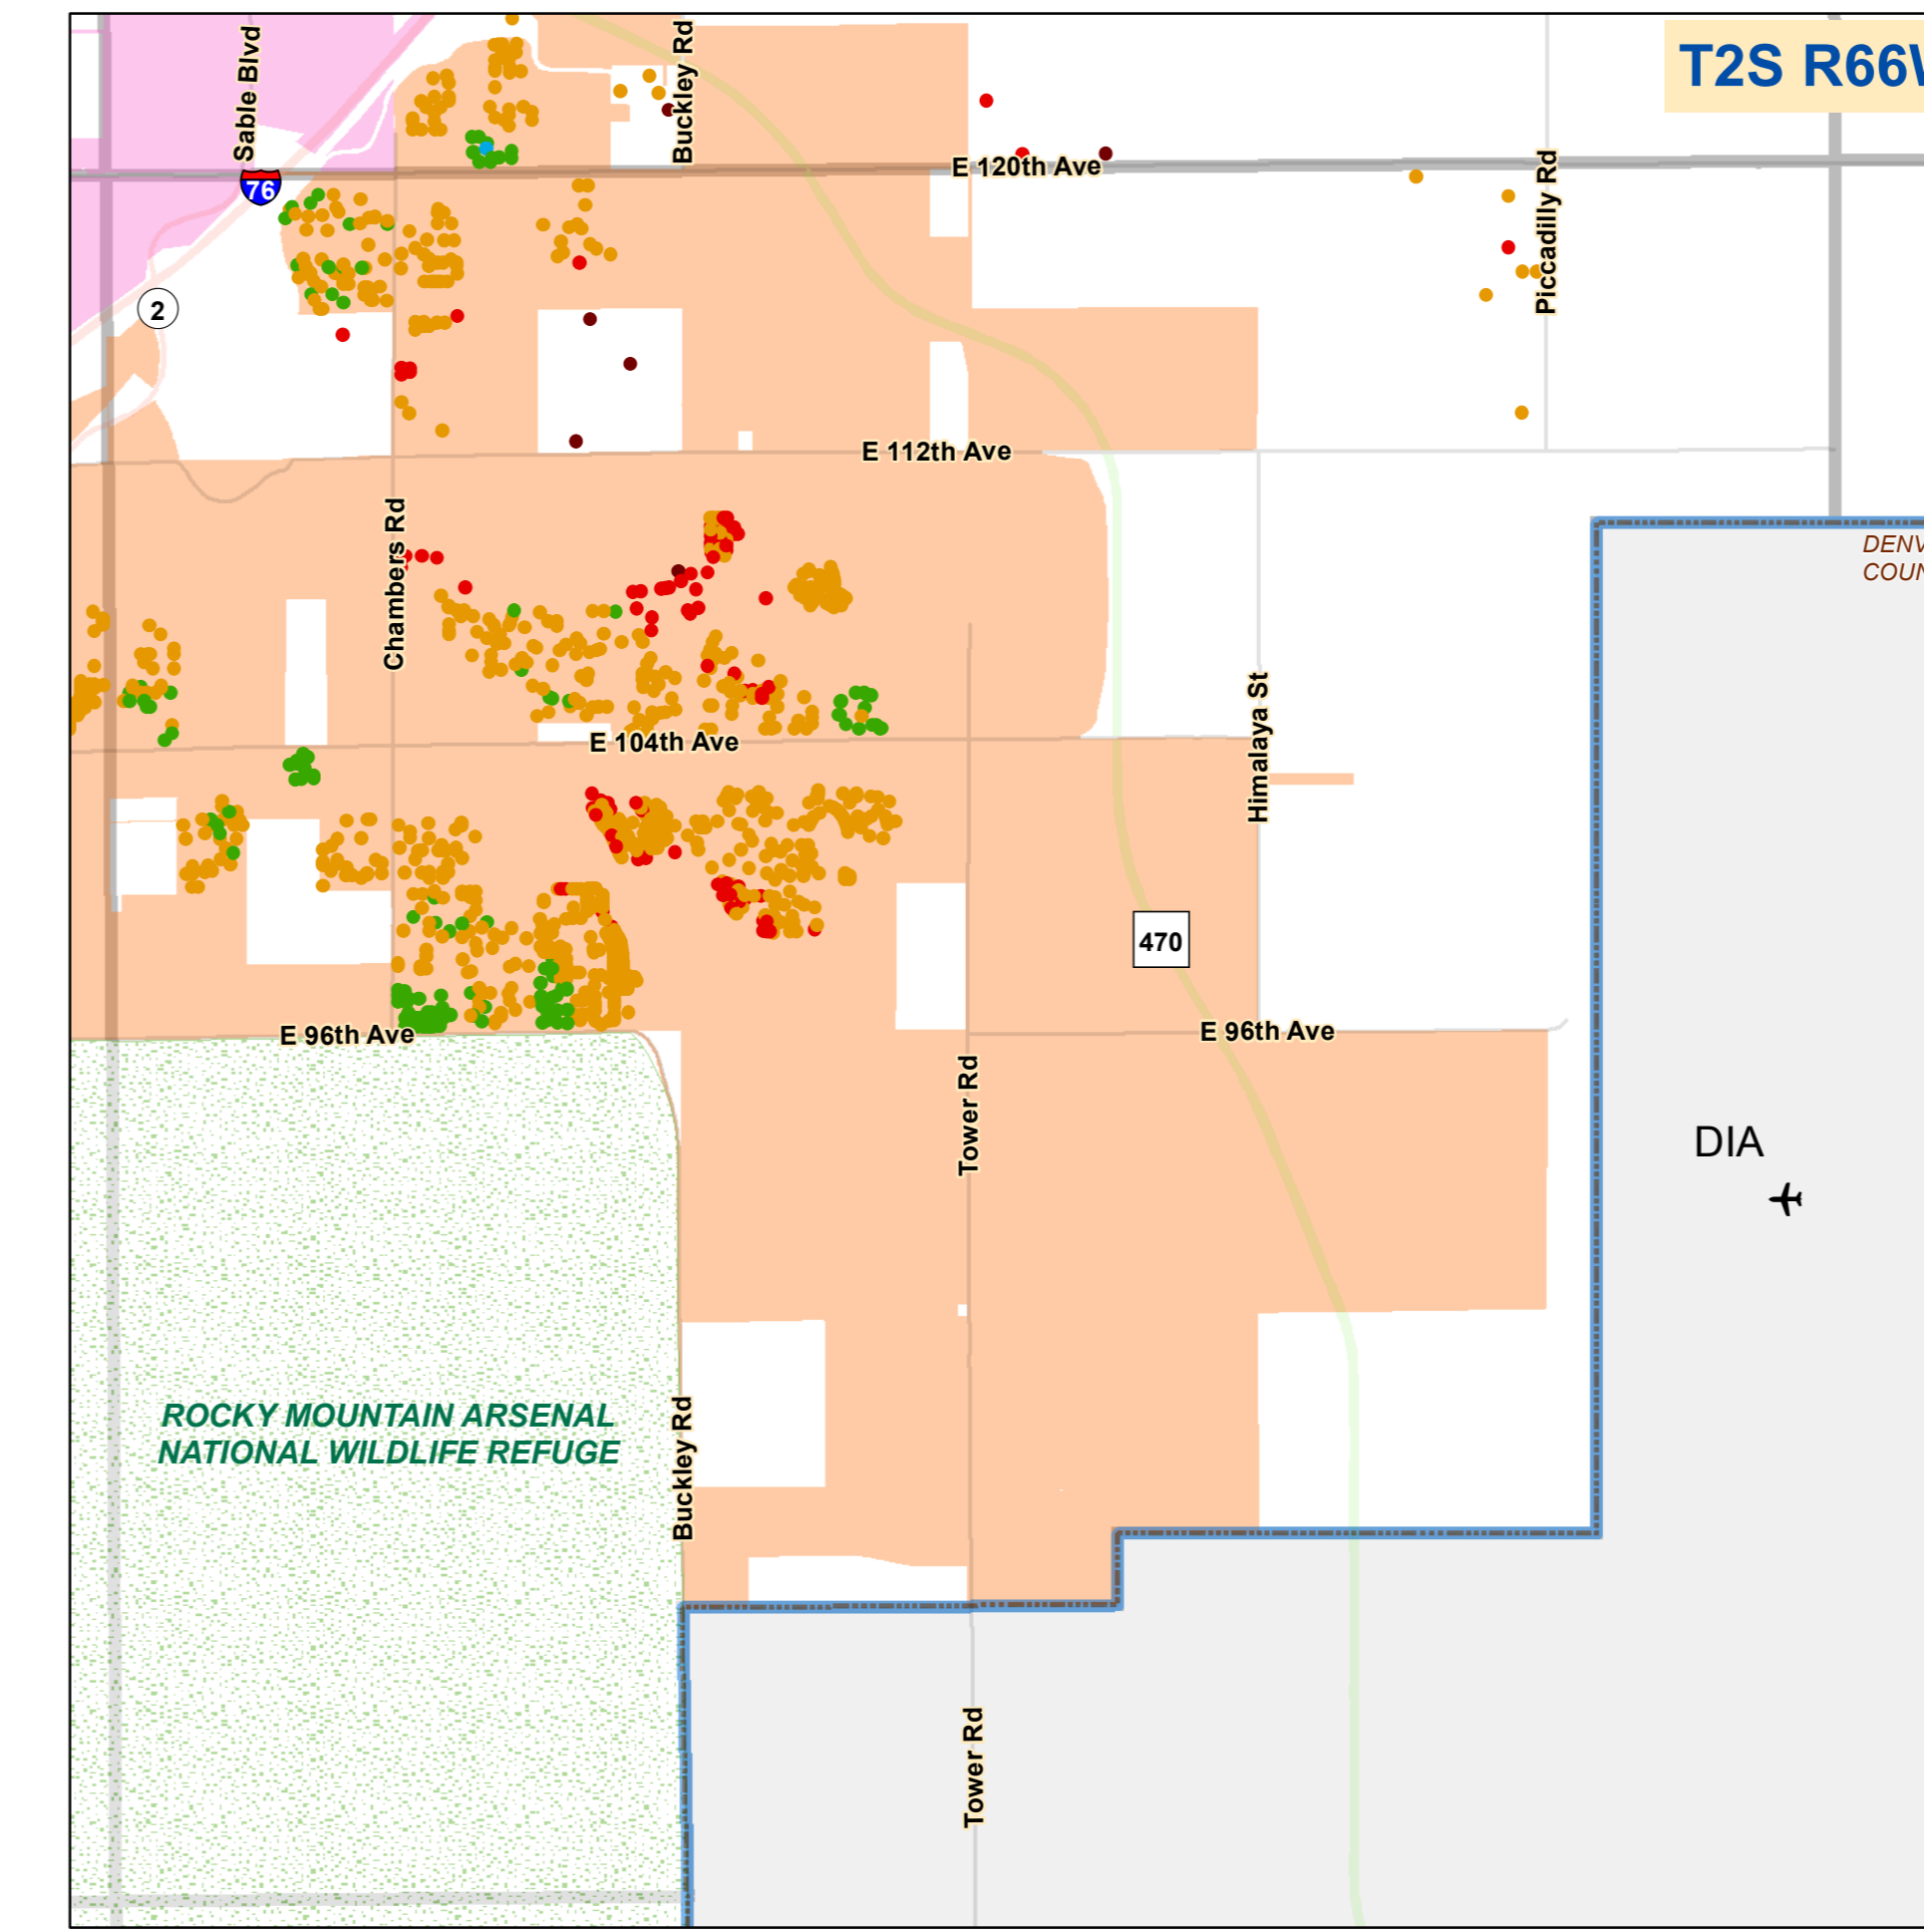 Sable Blvd
Buckley Rd
T2S R66W
E 120th Ave
76
Piccadilly Rd
2
E 112th Ave
Chambers Rd
DENV
COUN
E 104th Ave
Himalaya St
470
E 96th Ave
E 96th Ave
Tower Rd
DIA
ROCKY MOUNTAIN ARSENAL
NATIONAL WILDLIFE REFUGE
Buckley Rd
Tower Rd